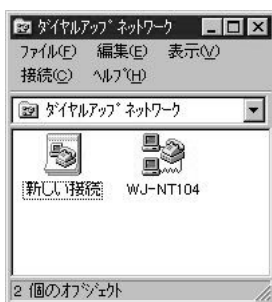 ﾀﾞｲﾔﾙｱｯﾌﾟ ﾈｯﾄﾜｰｸ
ﾌｧｲﾙ(F) 編集(E) 表示(V)
接続(C) ﾍﾙﾌﾟ(H)
ﾀﾞｲﾔﾙｱｯﾌﾟ ﾈｯﾄﾜｰｸ
新しい接続 WJ-NT104
2 個のｵﾌﾞｼﾞｪｸﾄ